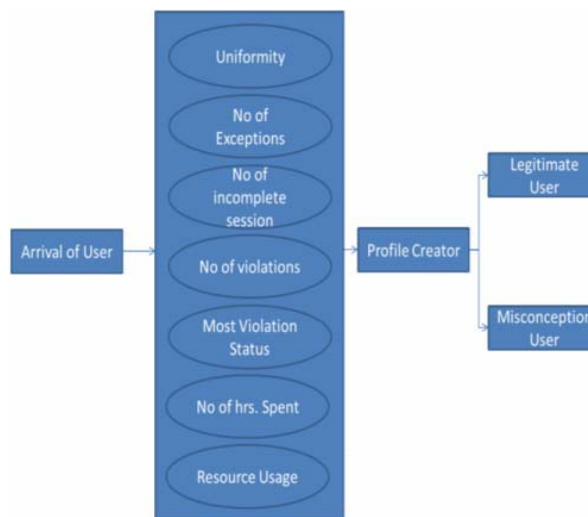 Arrival of User
Uniformity
No of
Exceptions
No of
incomplete
session
No of violations
Most Violation
Status
No of hrs. Spent
Resource Usage
Profile Creator
Legitimate
User
Misconception
User